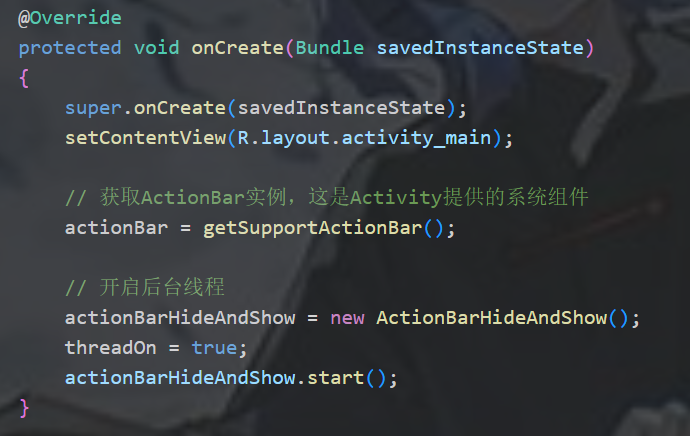 @Override
protected void onCreate(Bundle savedInstanceState)
{
super.onCreate(savedInstanceState);
setContentView(R.layout.activity_main);
// 获取ActionBar实例，这是Activity提供的系统组件
actionBar = getSupportActionBar();
// 开启后台线程
actionBarHideAndShow = new ActionBarHideAndShow();
threadOn = true;
actionBarHideAndShow.start();
}